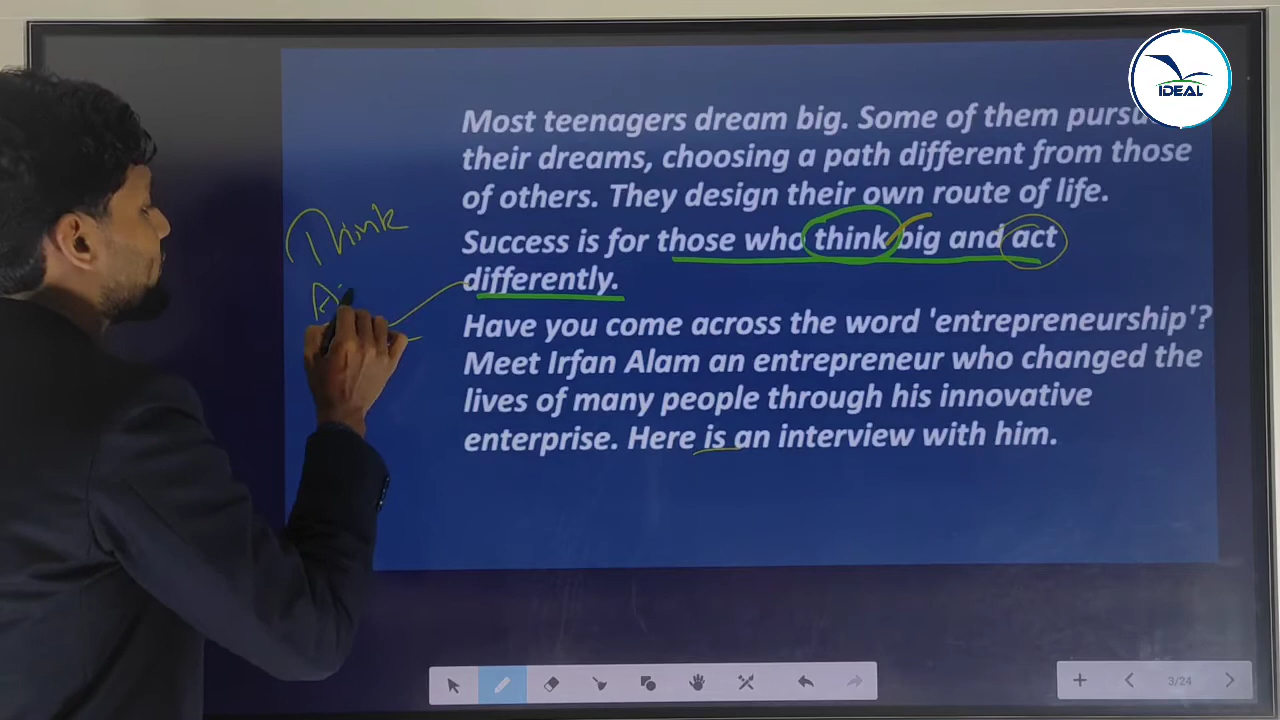 IDEAL
Most teenagers dream big. Some of them
their dreams, choosing a path different from those
of others. They design their own route of life.
Success is for those who think big and act
differently.
Have you come across the word 'entrepreneurship'?
Meet Irfan Alam an entrepreneur who changed the
lives of many people through his innovative
enterprise. Here is an interview with him.
Think
3/24